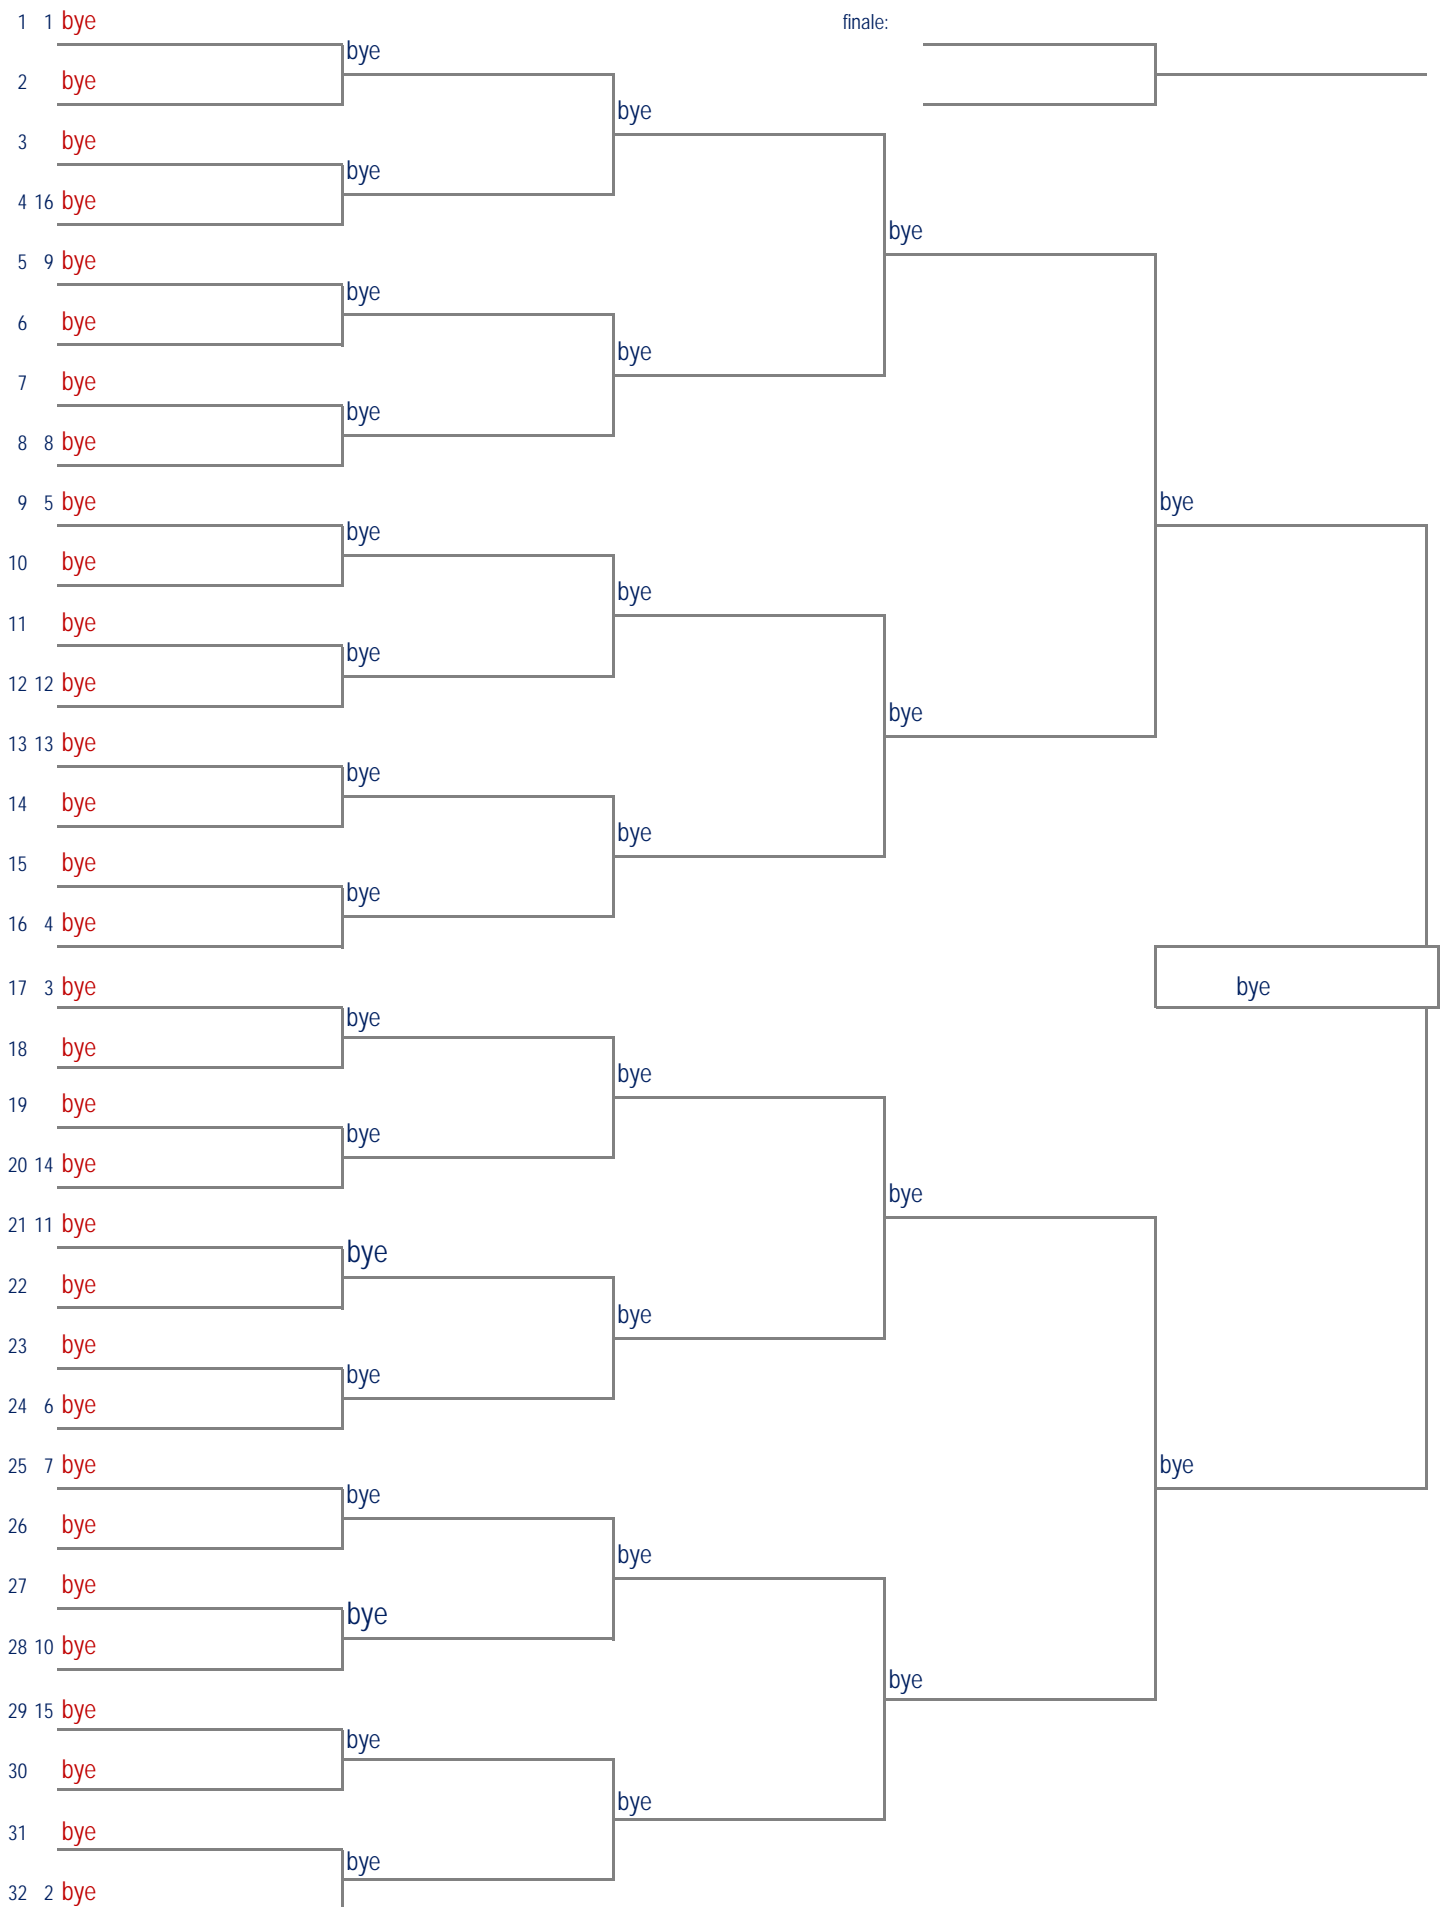 1 1 bye
finale:
bye
2 bye
bye
3 bye
bye
4 16 bye
bye
5 9 bye
bye
6 bye
bye
7 bye
bye
8 8 bye
9 5 bye
bye
bye
10 bye
bye
11 bye
bye
12 12 bye
bye
13 13 bye
bye
14 bye
bye
15 bye
bye
16 4 bye
17 3 bye
bye
bye
18 bye
bye
19 bye
bye
20 14 bye
bye
21 11 bye
bye
22 bye
bye
23 bye
bye
24 6 bye
25 7 bye
bye
bye
26 bye
bye
27 bye
bye
28 10 bye
bye
29 15 bye
bye
30 bye
bye
31 bye
bye
32 2 bye